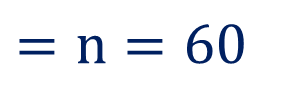 = n = 60